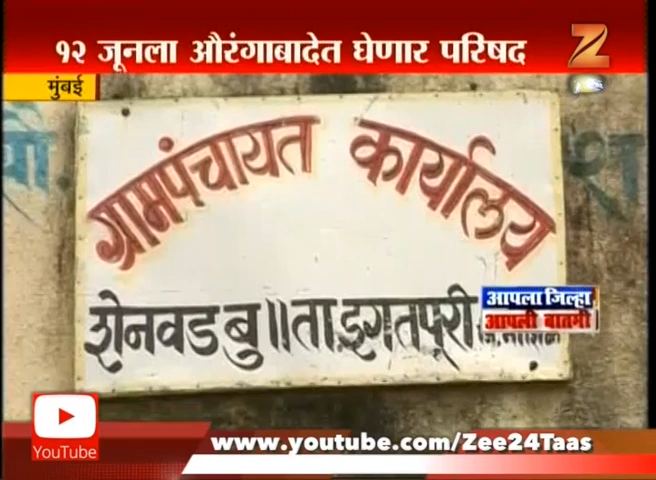 १२ जूनला औरंगाबादेत घेणार परिषद
मुंबई
ग्रामपंचायत कार्यालय
शेनवड बु॥ता.इगतपुरी
आपला जिल्हा
आपली बातमी
YouTube
www.youtube.com/Zee24Taas